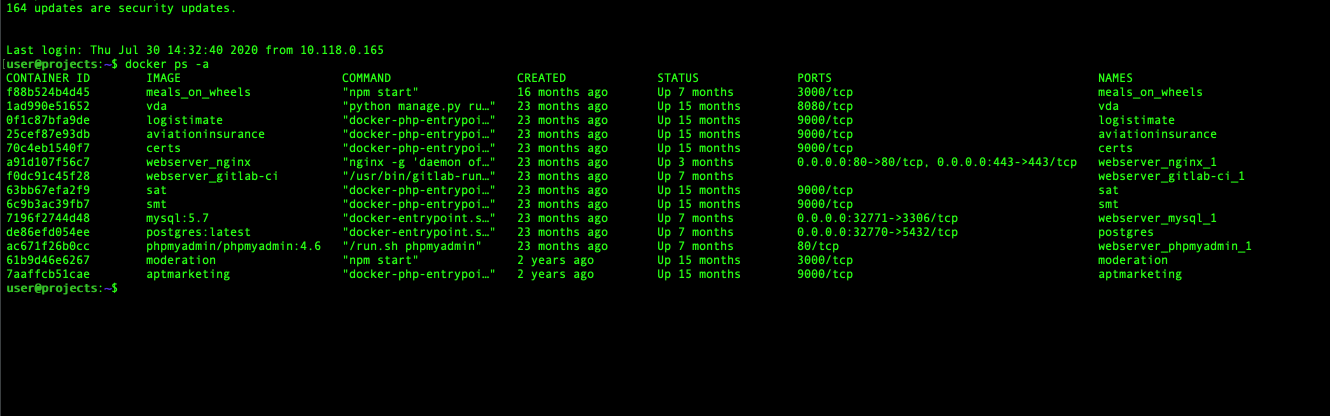 164 updates are security updates.
Last login: Thu Jul 30 14:32:40 2020 from 10.118.0.165
[user@projects:~$ docker ps -a
CONTAINER ID IMAGE COMMAND CREATED STATUS PORTS NAMES
f88b524b4d45 meals_on_wheels "npm start" 16 months ago Up 7 months 3000/tcp meals_on_wheels
1ad990e51652 vda "python manage.py ru…" 23 months ago Up 15 months 8080/tcp vda
0f1c87bfa9de logistimate "docker-php-entrypoi…" 23 months ago Up 15 months 9000/tcp logistimate
25cef87e93db aviationinsurance "docker-php-entrypoi…" 23 months ago Up 15 months 9000/tcp aviationinsurance
70c4eb1540f7 certs "docker-php-entrypoi…" 23 months ago Up 15 months 9000/tcp certs
a91d107f56c7 webserver_nginx "nginx -g 'daemon of…" 23 months ago Up 3 months 0.0.0.0:80->80/tcp, 0.0.0.0:443->443/tcp webserver_nginx_1
f0dc91c45f28 webserver_gitlab-ci "/usr/bin/gitlab-run…" 23 months ago Up 7 months webserver_gitlab-ci_1
63bb67efa2f9 sat "docker-php-entrypoi…" 23 months ago Up 15 months 9000/tcp sat
6c9b3ac39fb7 smt "docker-php-entrypoi…" 23 months ago Up 15 months 9000/tcp smt
7196f2744d48 mysql:5.7 "docker-entrypoint.s…" 23 months ago Up 7 months 0.0.0.0:32771->3306/tcp webserver_mysql_1
de86efd054ee postgres:latest "docker-entrypoint.s…" 23 months ago Up 7 months 0.0.0.0:32770->5432/tcp postgres
ac671f26b0cc phpmyadmin/phpmyadmin:4.6 "/run.sh phpmyadmin" 23 months ago Up 7 months 80/tcp webserver_phpmyadmin_1
61b9d46e6267 moderation "npm start" 2 years ago Up 15 months 3000/tcp moderation
7aaffcb51cae aptmarketing "docker-php-entrypoi…" 2 years ago Up 15 months 9000/tcp aptmarketing
user@projects:~$